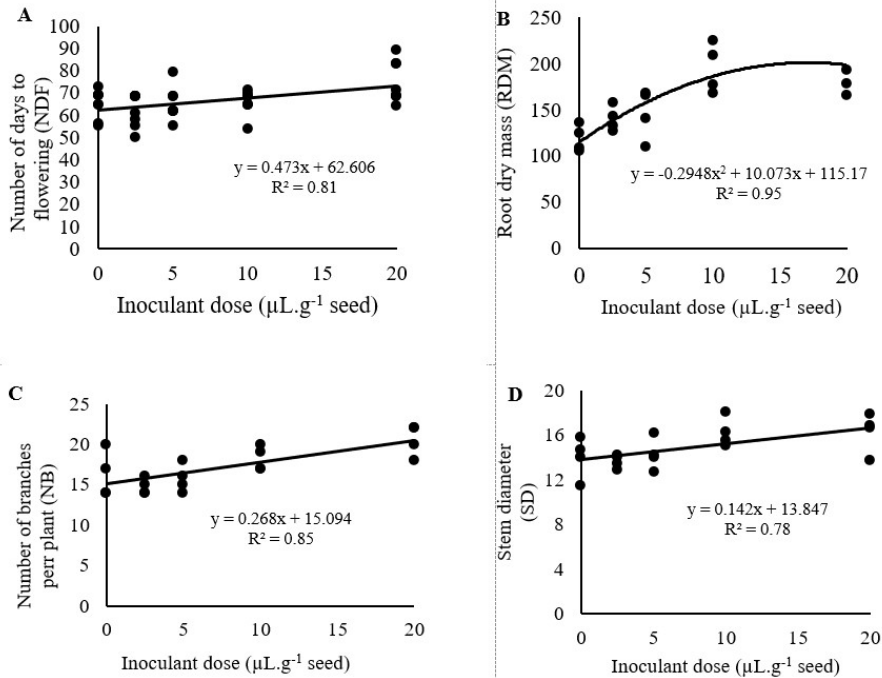 A
100
90
80
70
60
50
40
30
20
10
0
Number of days to
flowering (NDF)
y = 0.473x + 62.606
R² = 0.81
0 5 10 15 20
Inoculant dose (µL.g⁻¹ seed)
B
250
200
150
100
50
0
Root dry mass (RDM)
y = -0.2948x² + 10.073x + 115.17
R² = 0.95
0 5 10 15 20
Inoculant dose (µL.g⁻¹ seed)
C
25
20
15
10
5
0
Number of branches
perr plant (NB)
y = 0.268x + 15.094
R² = 0.85
0 5 10 15 20
Inoculant dose (µL.g⁻¹ seed)
D
20
16
12
8
4
0
Stem diameter
(SD)
y = 0.142x + 13.847
R² = 0.78
0 5 10 15 20
Inoculant dose (µL.g⁻¹ seed)